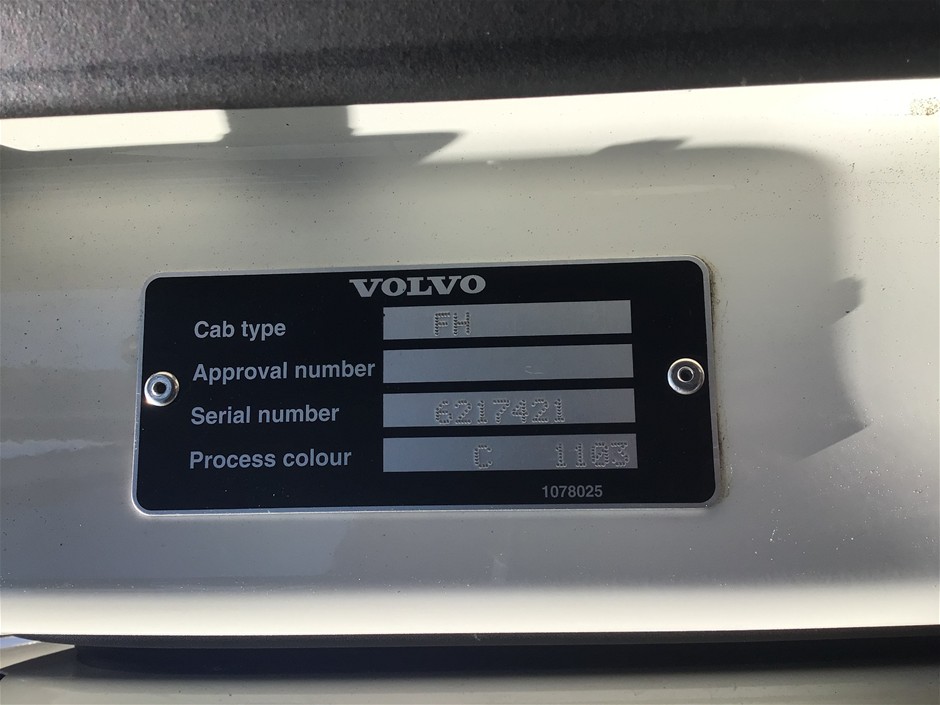 VOLVO
Cab type FH
Approval number
Serial number 6217421
Process colour C 1103
1078025